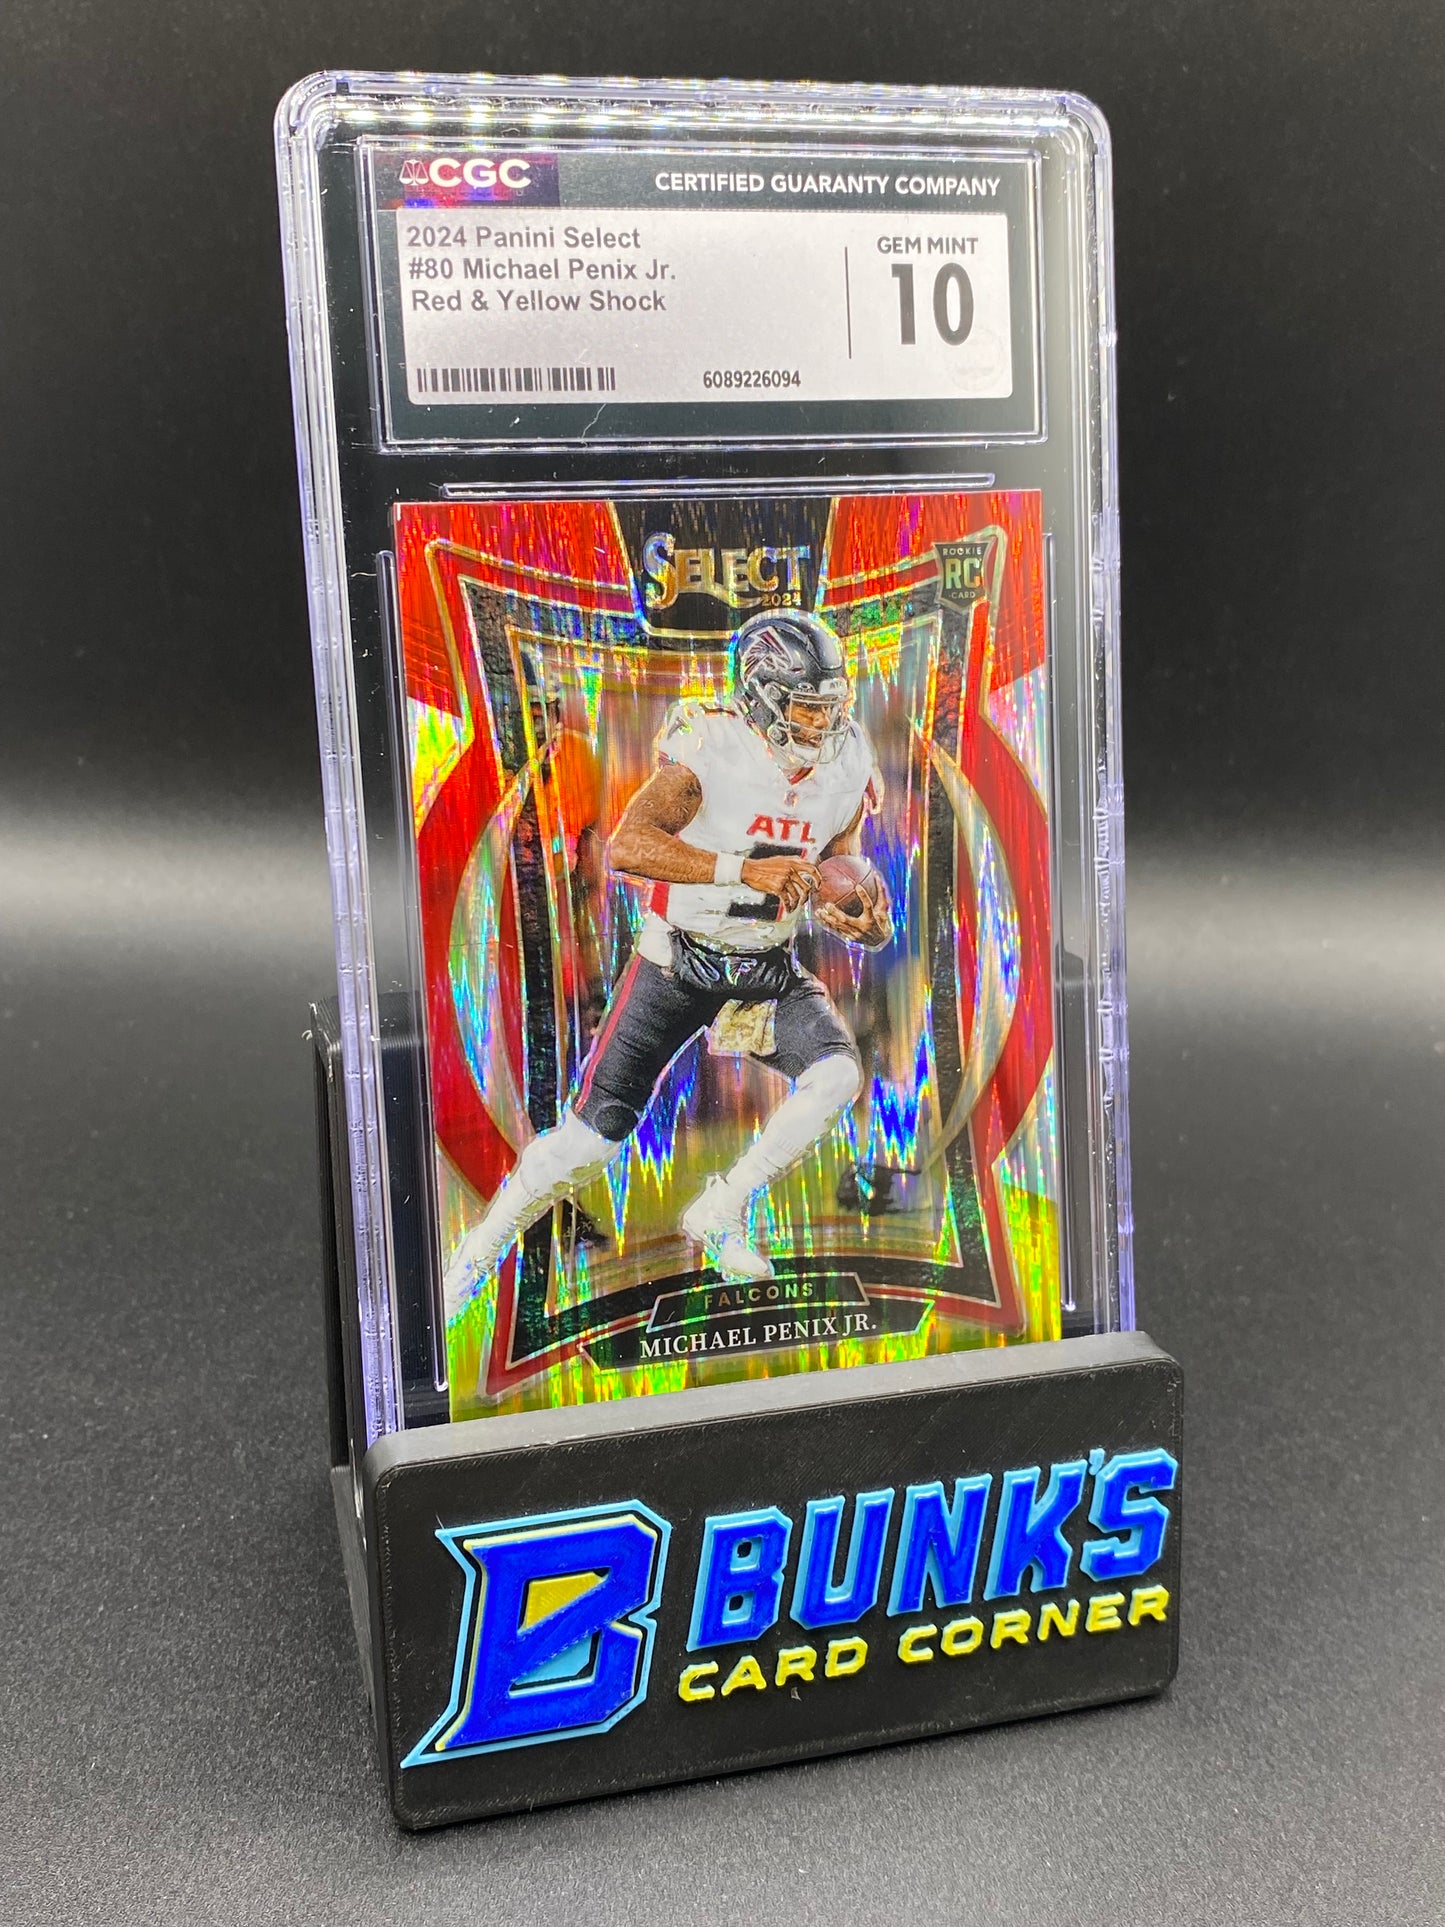 CGC
CERTIFIED GUARANTY COMPANY
2024 Panini Select
#80 Michael Penix Jr.
Red & Yellow Shock
GEM MINT
10
6089226094
SELECT
2024
ROOKIE
RC
CARD
ATL
FALCONS
MICHAEL PENIX JR.
B BUNK'S
CARD CORNER